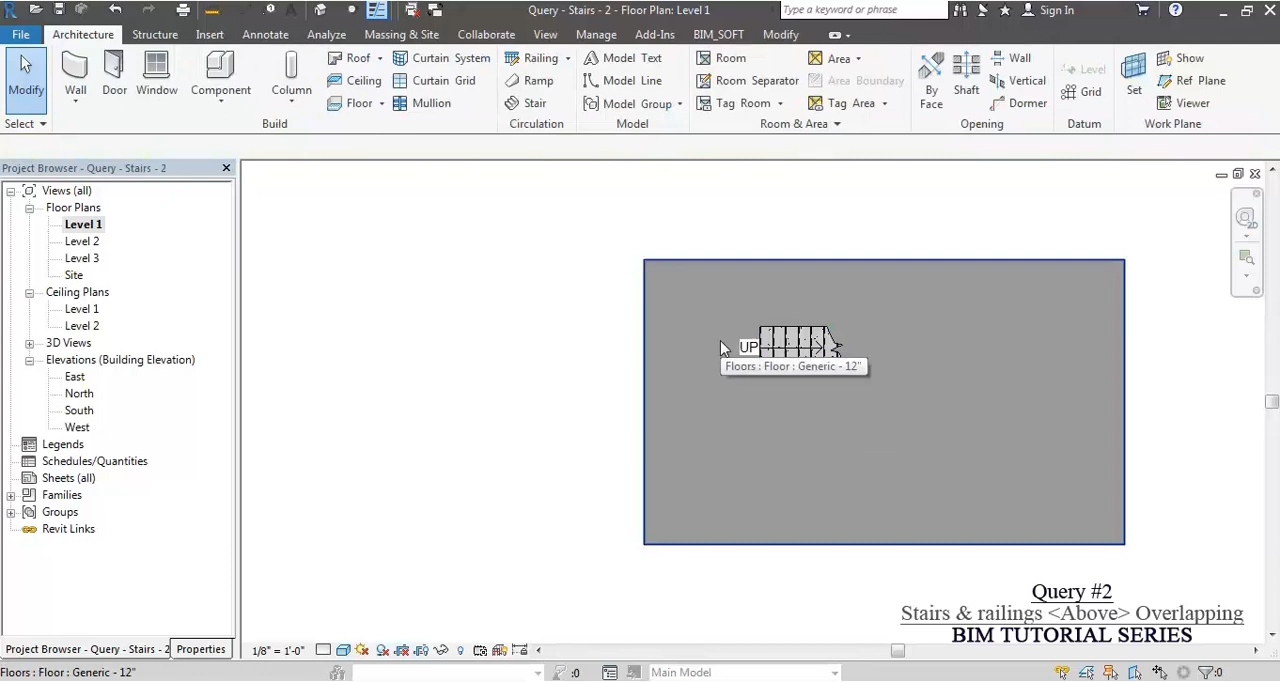 Query - Stairs - 2 - Floor Plan: Level 1
Type a keyword or phrase
Sign In
File Architecture Structure Insert Annotate Analyze Massing & Site Collaborate View Manage Add-Ins BIM_SOFT Modify
Modify
Wall
Door
Window
Component
Column
Roof
Ceiling
Floor
Curtain System
Curtain Grid
Mullion
Railing
Ramp
Stair
Model Text
Model Line
Model Group
Room
Room Separator
Tag Room
Area
Area Boundary
Tag Area
By Face
Shaft
Wall
Vertical
Dormer
Level
Grid
Set
Show
Ref Plane
Viewer
Select Build Circulation Model Room & Area Opening Datum Work Plane
Project Browser - Query - Stairs - 2
Views (all)
Floor Plans
Level 1
Level 2
Level 3
Site
Ceiling Plans
Level 1
Level 2
3D Views
Elevations (Building Elevation)
East
North
South
West
Legends
Schedules/Quantities
Sheets (all)
Families
Groups
Revit Links
UP
Floors : Floor : Generic - 12"
2D
Query #2
Stairs & railings <Above> Overlapping
BIM TUTORIAL SERIES
Project Browser - Query - Stairs - 2 Properties
1/8" = 1'-0"
Floors : Floor : Generic - 12"
:0
Main Model
:0